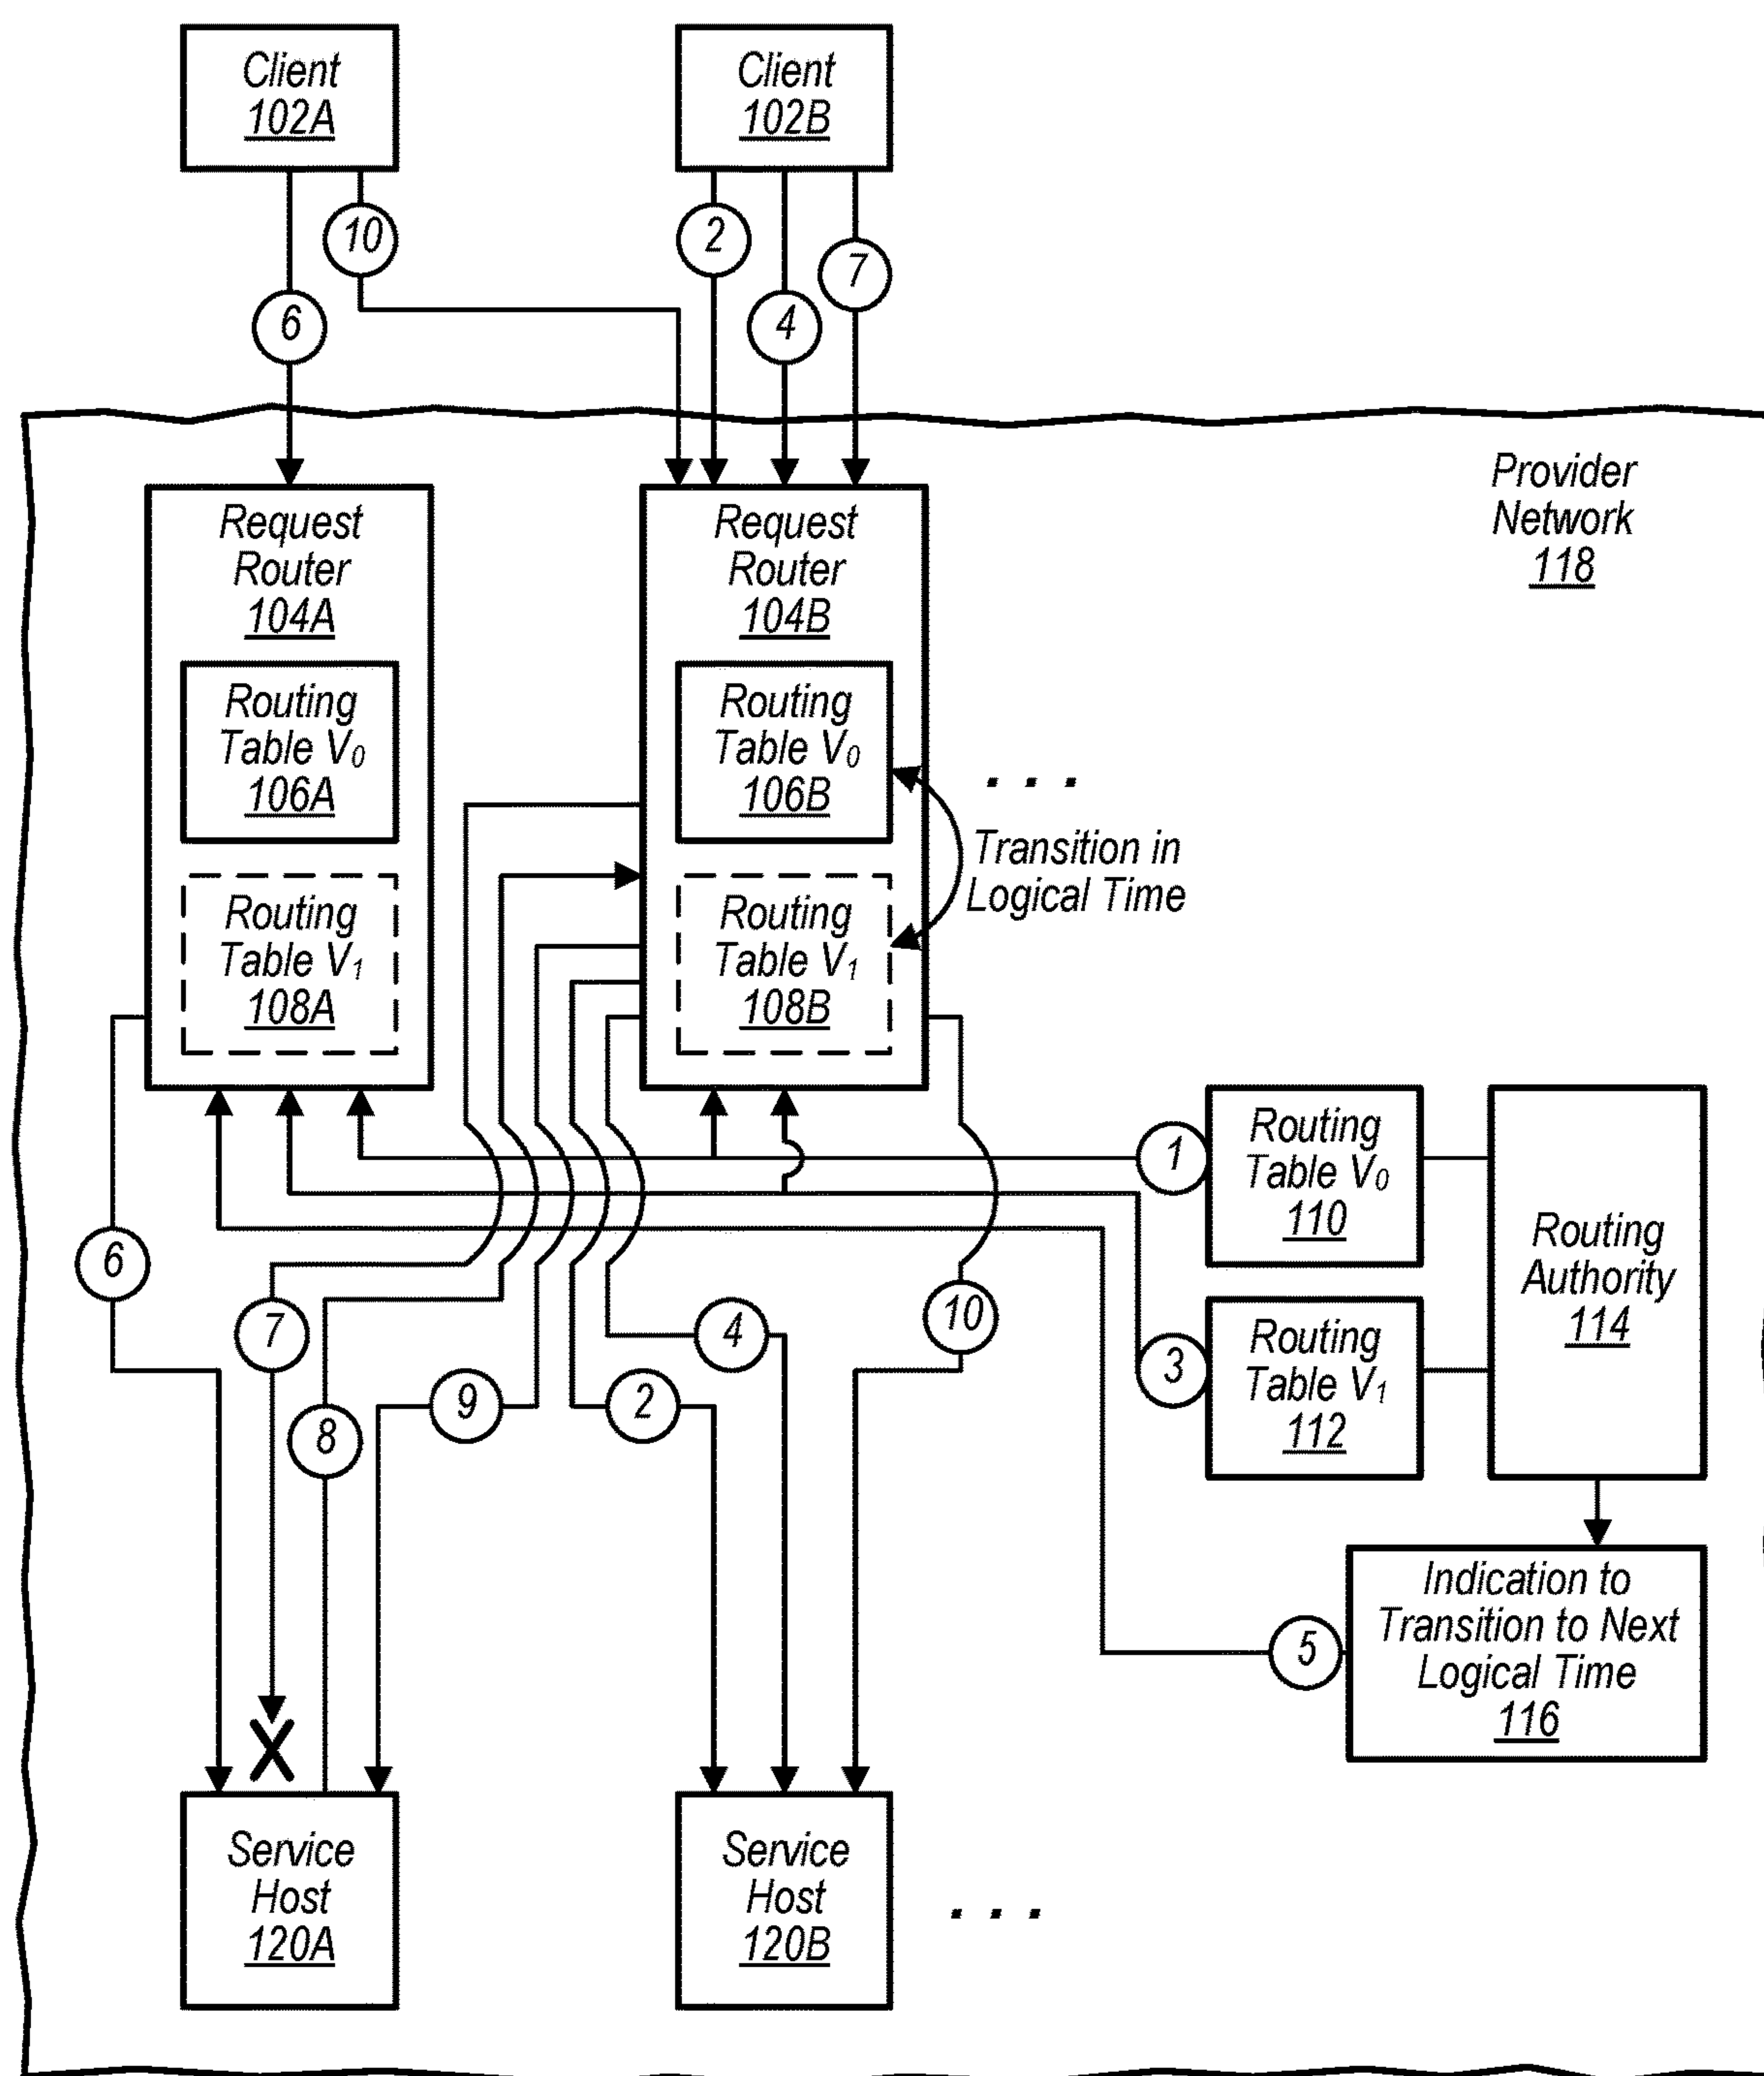 Client
102A
Client
102B
10
2
7
6
4
Provider
Network
118
Request
Router
104A
Request
Router
104B
Routing
Table V0
106A
Routing
Table V0
106B
. . .
Transition in
Logical Time
Routing
Table V1
108A
Routing
Table V1
108B
1
Routing
Table V0
110
Routing
Authority
114
6
7
4
10
3
Routing
Table V1
112
8
9
2
5
Indication to
Transition to Next
Logical Time
116
X
Service
Host
120A
Service
Host
120B
. . .